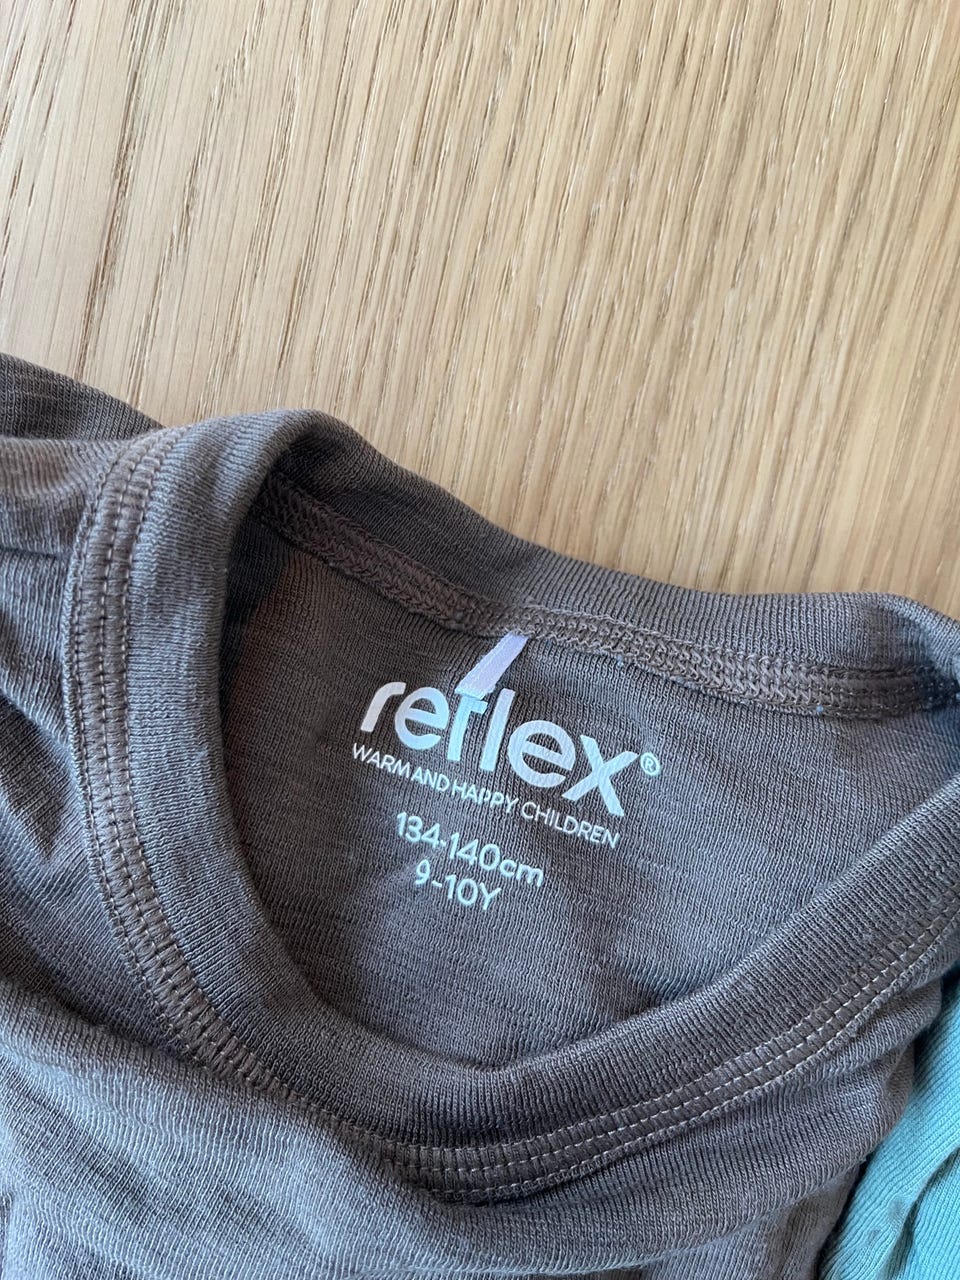 reflex®
WARM AND HAPPY CHILDREN
134-140cm
9-10Y